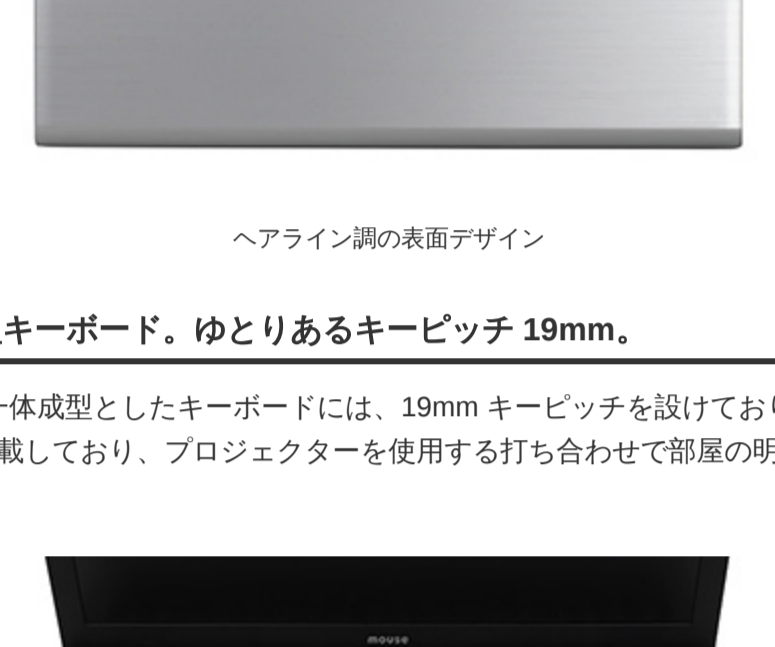 ヘアライン調の表面デザイン
キーボード。ゆとりあるキーピッチ 19mm。
一体成型としたキーボードには、19mm キーピッチを設けており
載しており、プロジェクターを使用する打ち合わせで部屋の明
mouse